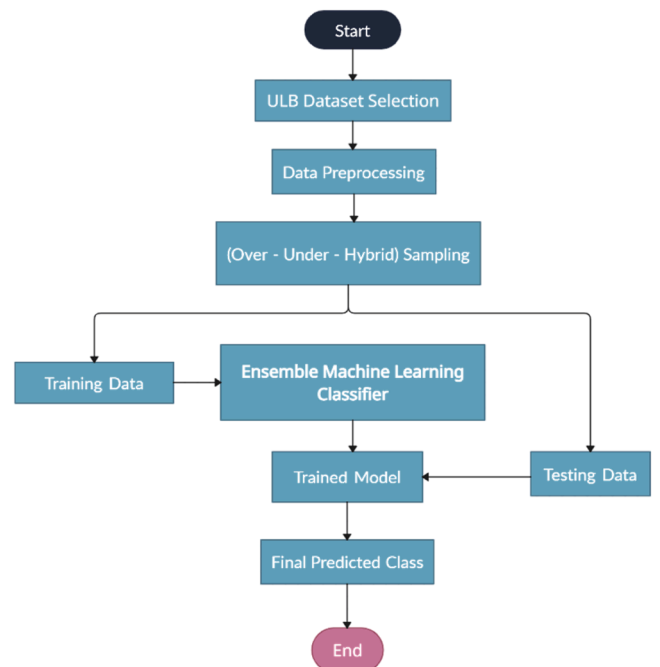 Start
ULB Dataset Selection
Data Preprocessing
(Over - Under - Hybrid) Sampling
Training Data
Ensemble Machine Learning
Classifier
Trained Model
Testing Data
Final Predicted Class
End